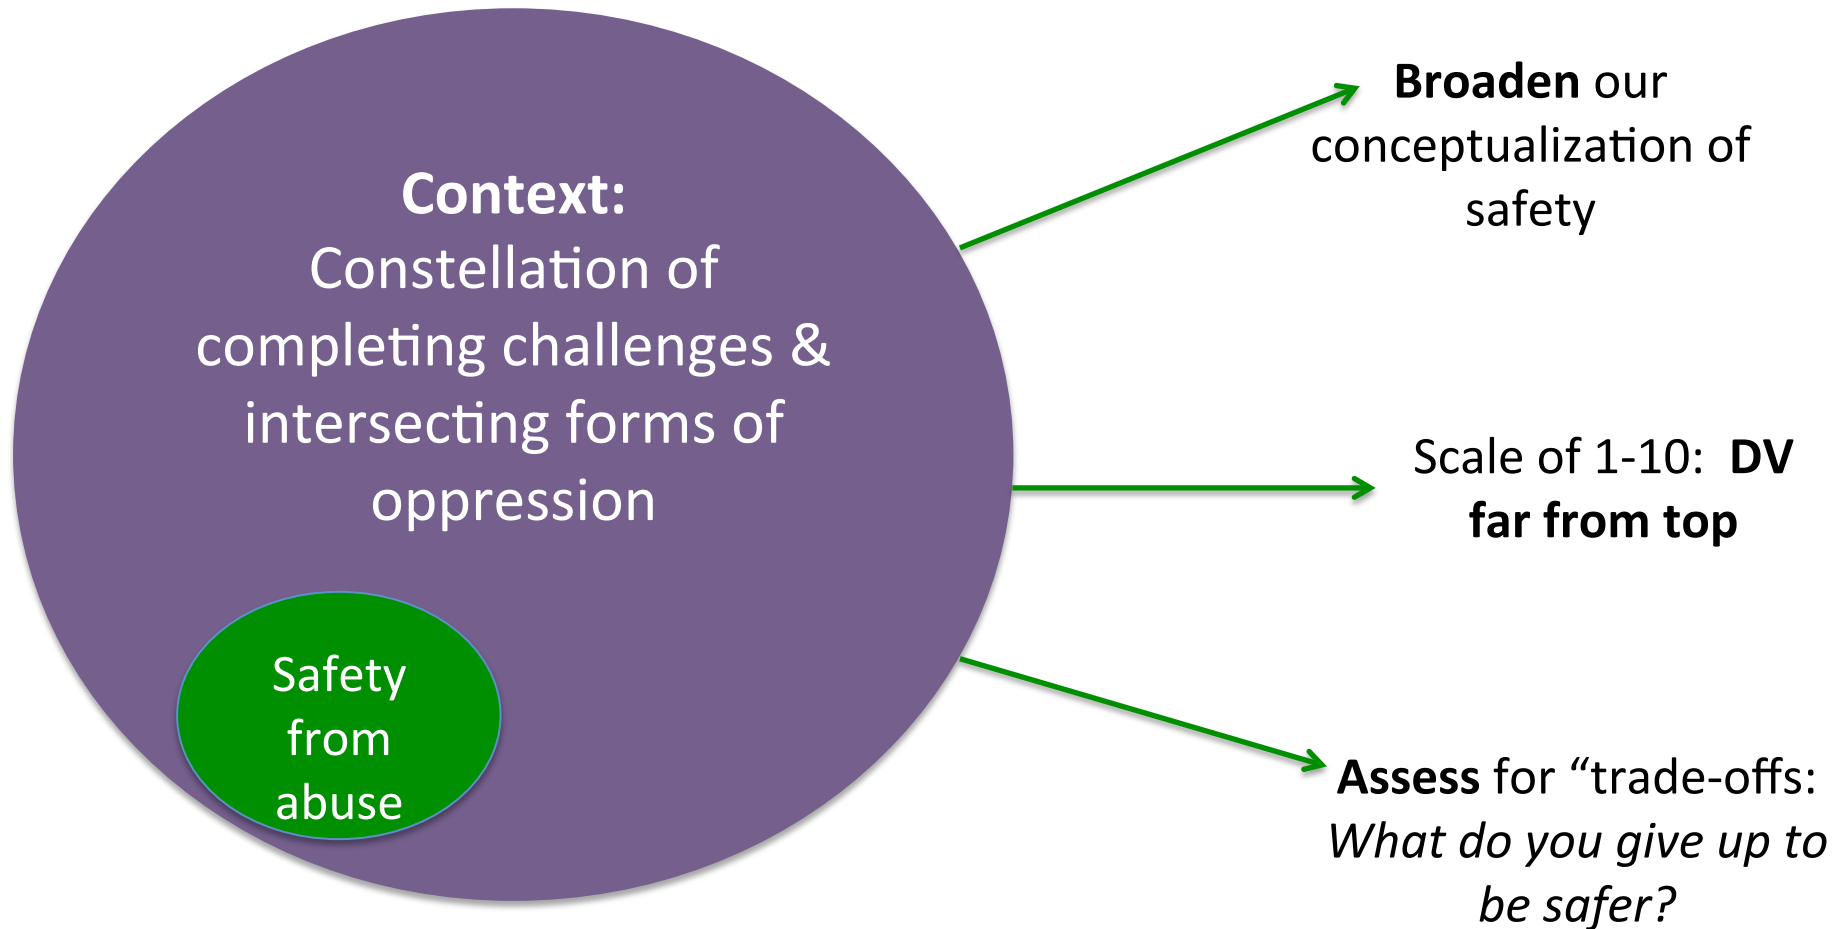 Context:
Constellation of
completing challenges &
intersecting forms of
oppression
Safety
from
abuse
Broaden our
conceptualization of
safety
Scale of 1-10:  DV
far from top
Assess for “trade-offs:
What do you give up to
be safer?